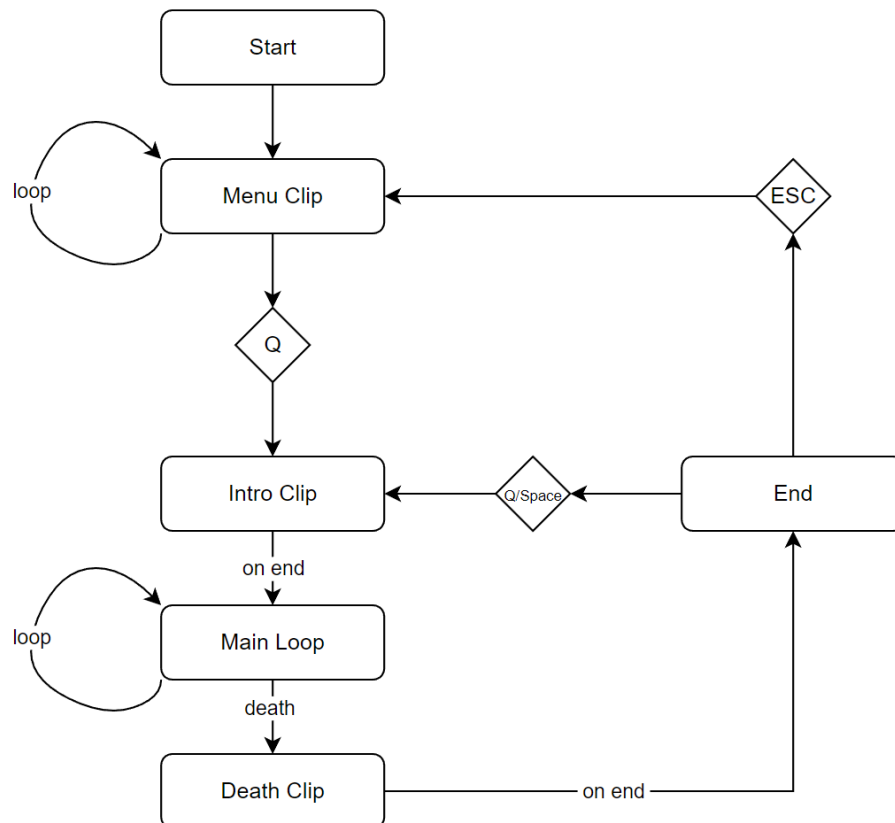 Start
loop
Menu Clip
ESC
Q
Intro Clip
Q/Space
End
on end
loop
Main Loop
death
Death Clip
on end